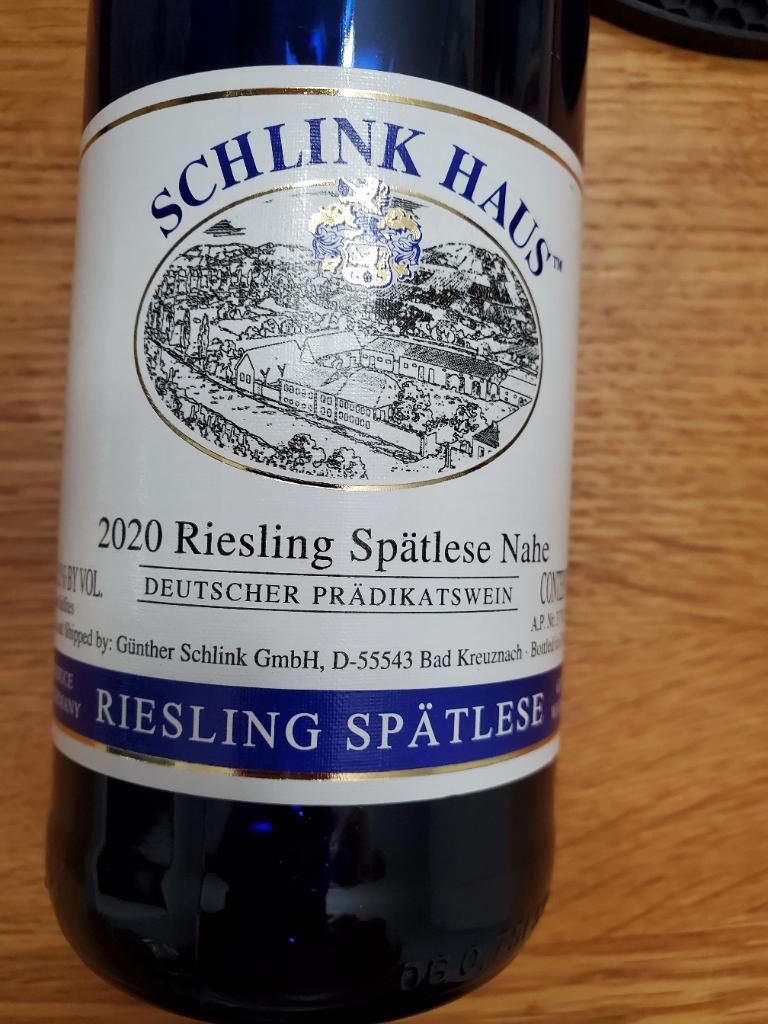 SCHLINK HAUS™
2020 Riesling Spätlese Nahe
BY VOL.
DEUTSCHER PRÄDIKATSWEIN
A.P. Nr.
Shipped by: Günther Schlink GmbH, D-55543 Bad Kreuznach ·
RIESLING SPÄTLESE